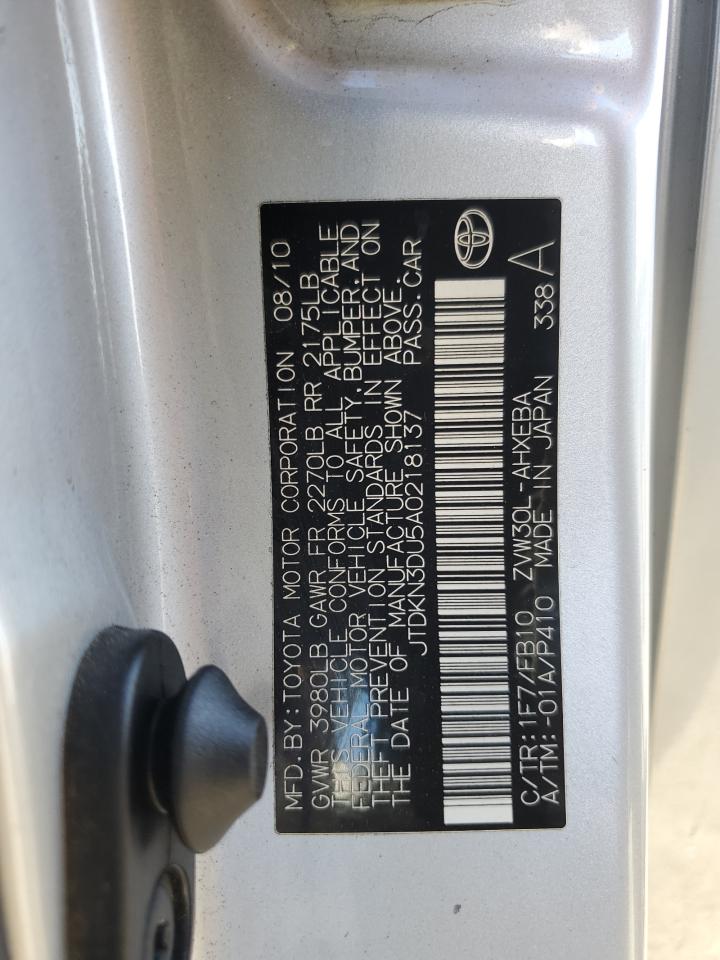 MFD.BY:TOYOTA MOTOR CORPORATION 08/10
GVWR 3980LB GAWR FR 2270LB RR 2175LB
THIS VEHICLE CONFORMS TO ALL APPLICABLE
FEDERAL MOTOR VEHICLE SAFETY,BUMPER,AND
THEFT PREVENTION STANDARDS IN EFFECT ON
THE DATE OF MANUFACTURE SHOWN ABOVE.
JTDKN3DU5A0218137 PASS.CAR
C/TR:1F7/FB10 ZVW30L-AHXEBA 338
A/TM:-01A/P410 MADE IN JAPAN A